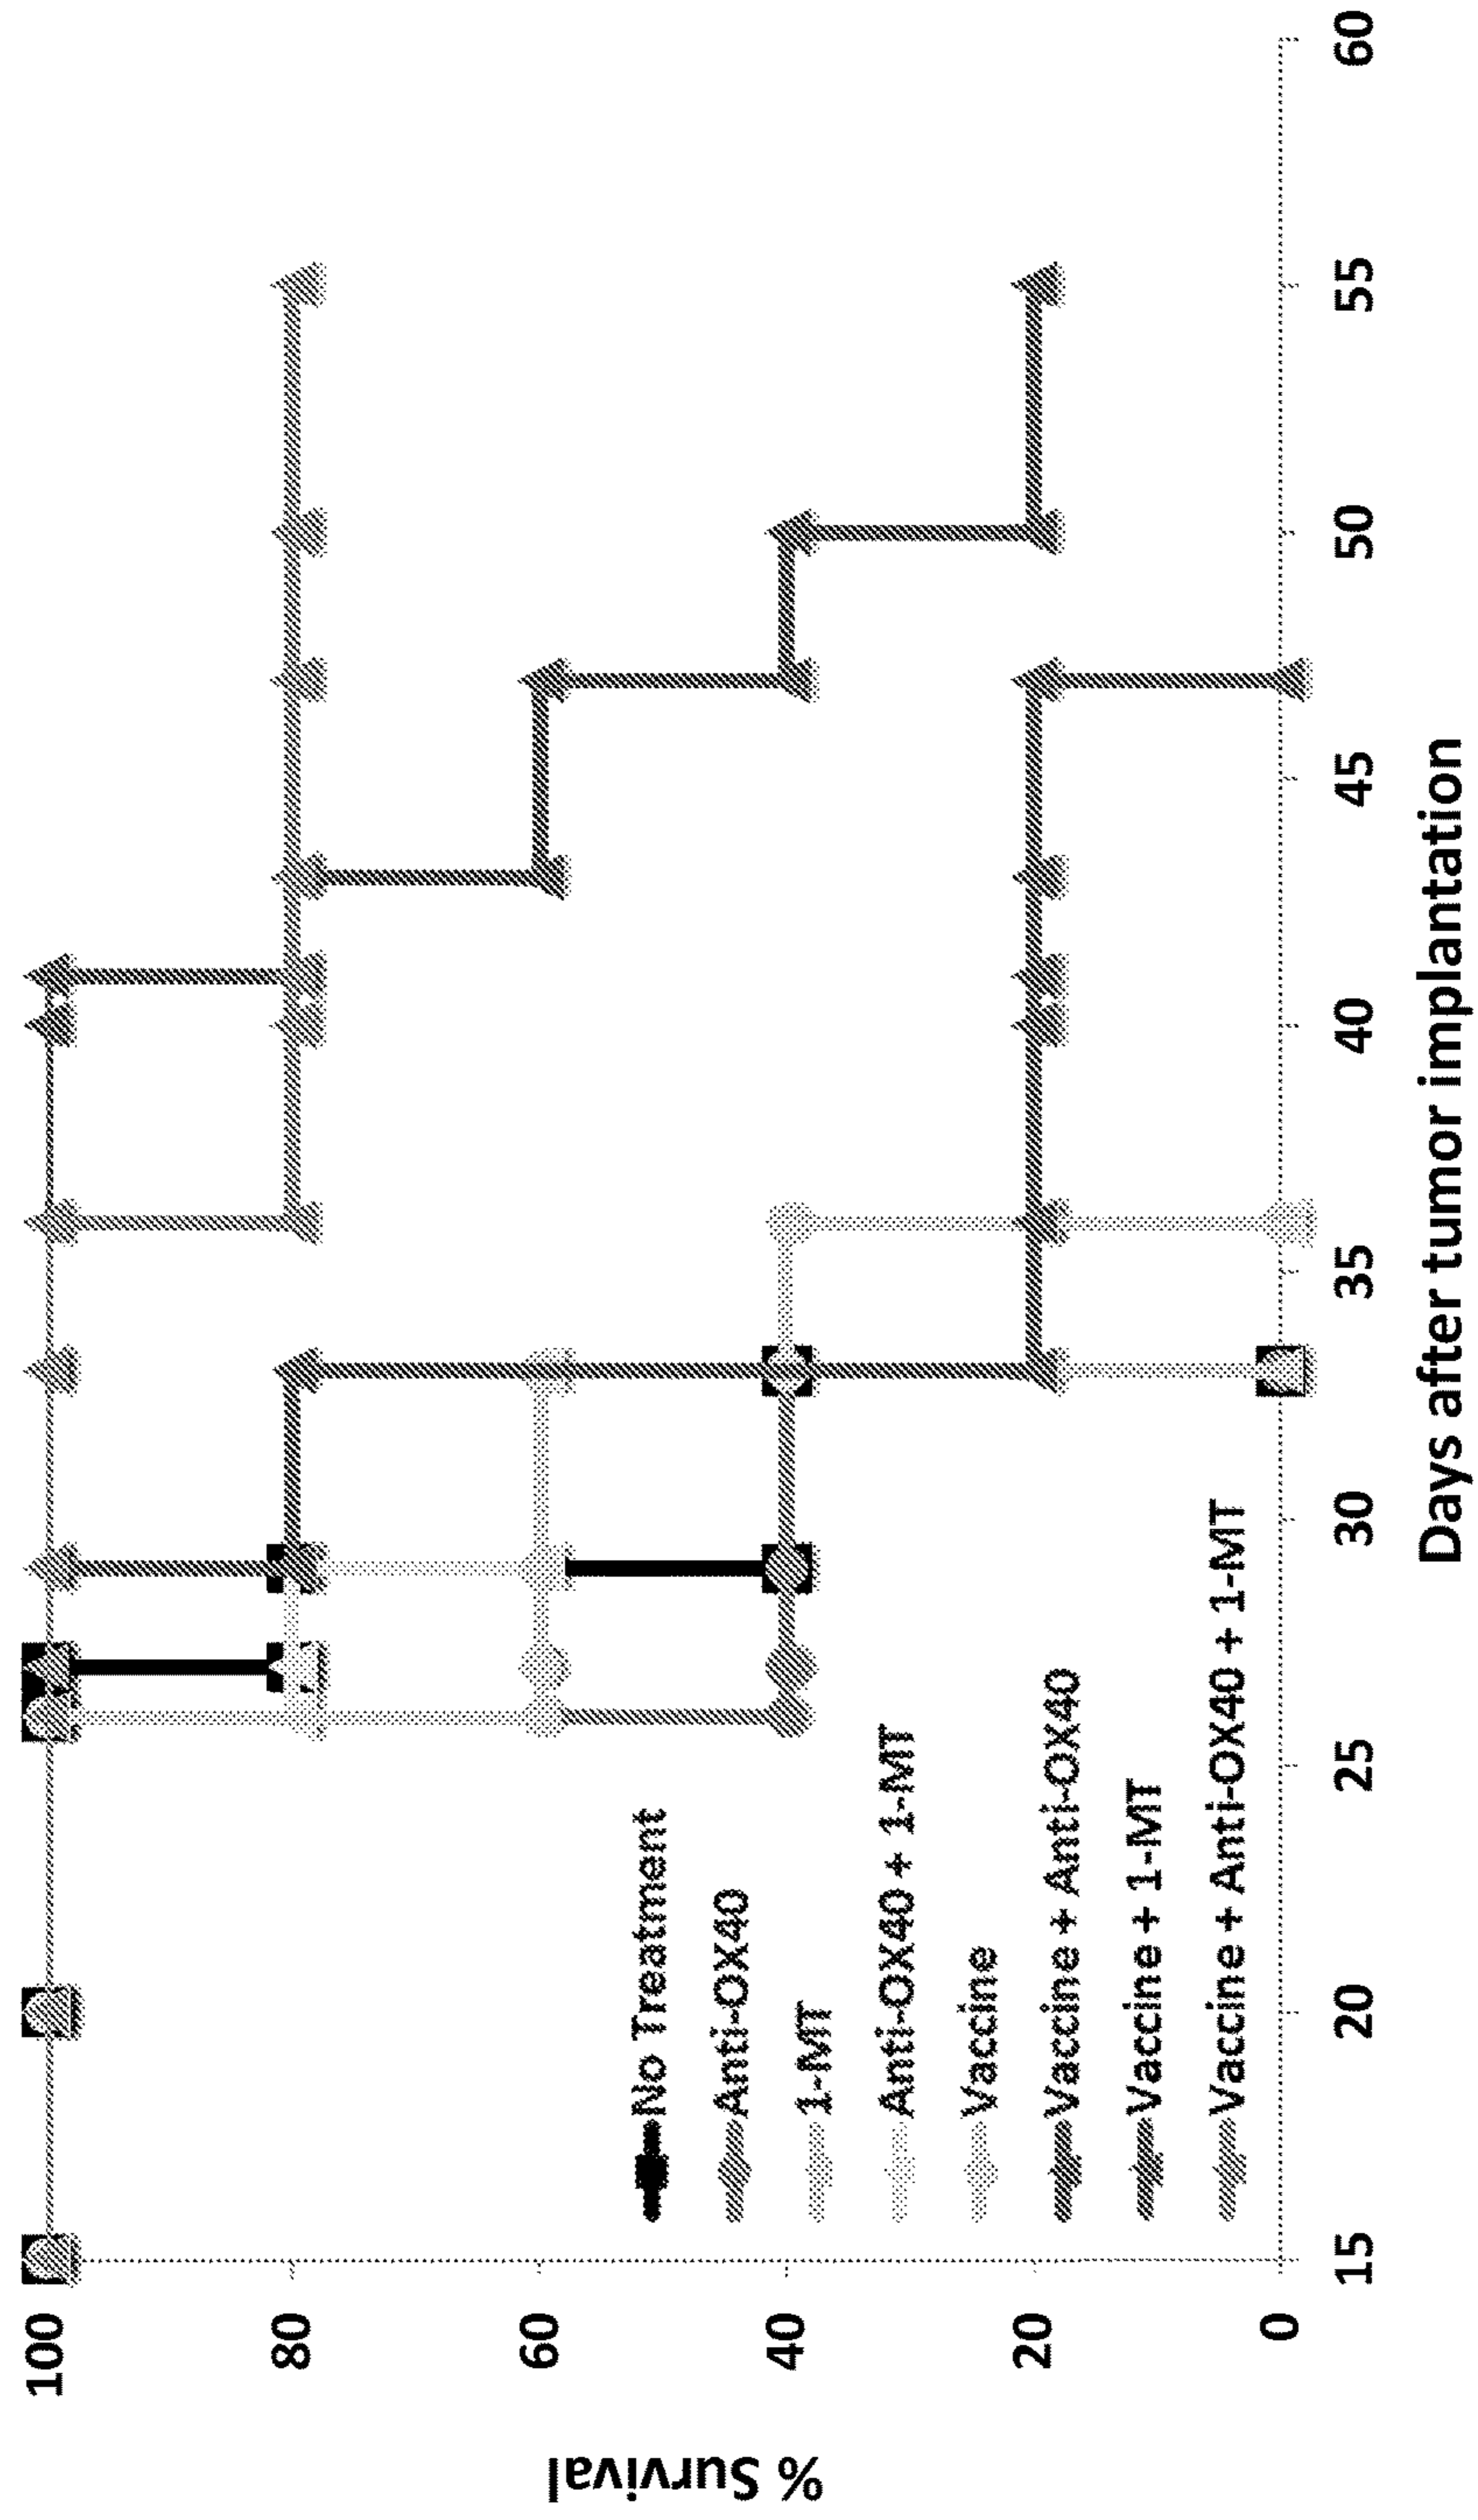 % Survival
100
80
60
40
20
0
No Treatment
Anti-OX40
1-MT
Anti-OX40 + 1-MT
Vaccine
Vaccine + Anti-OX40
Vaccine + 1-MT
Vaccine + Anti-OX40 + 1-MT
15 20 25 30 35 40 45 50 55 60
Days after tumor implantation